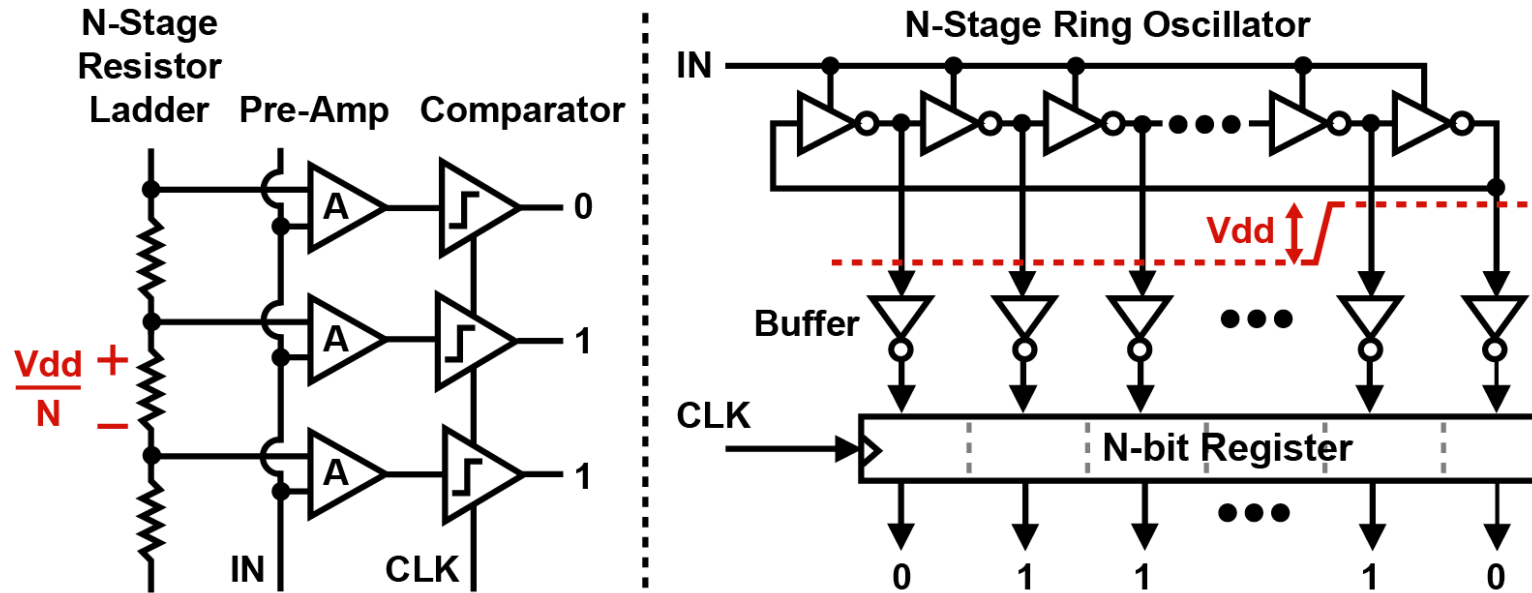 N-Stage
Resistor
Ladder
Pre-Amp
Comparator
A
0
A
1
A
1
Vdd
N
+
−
IN
CLK
N-Stage Ring Oscillator
IN
Vdd
Buffer
CLK
N-bit Register
0 1 1 1 0